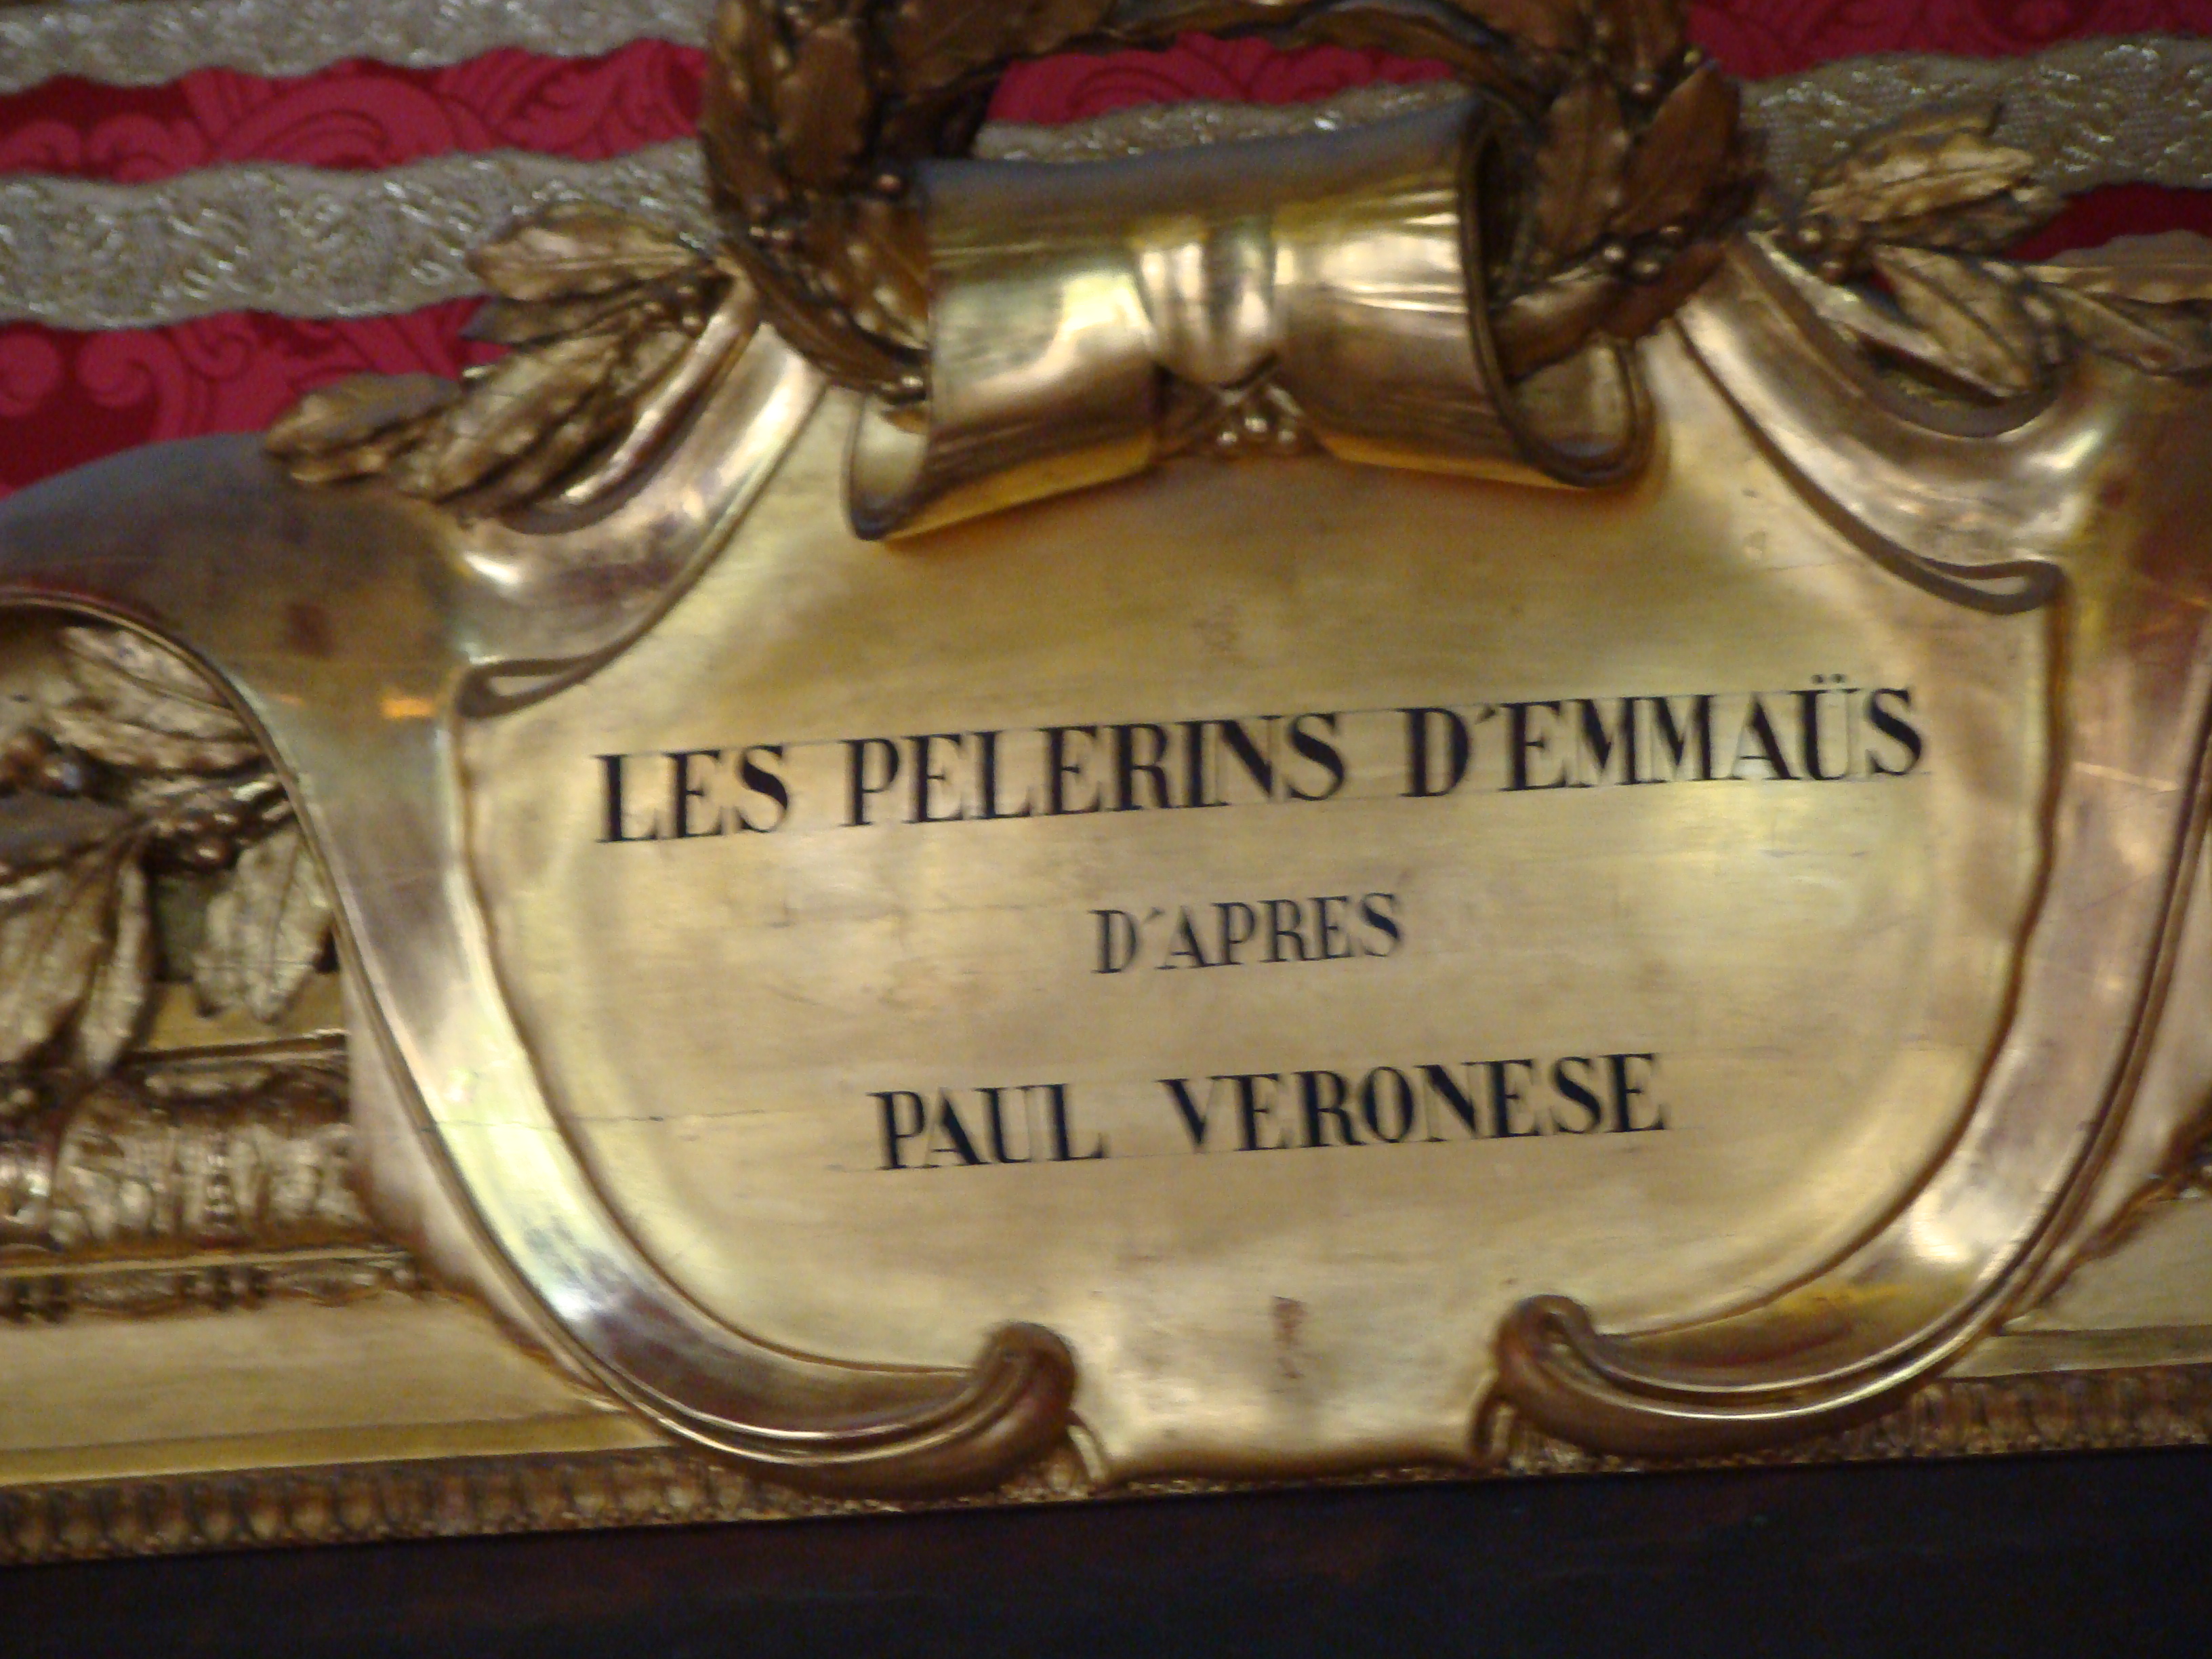 LES PELERINS D'EMMAÜS
D'APRES
PAUL VERONESE